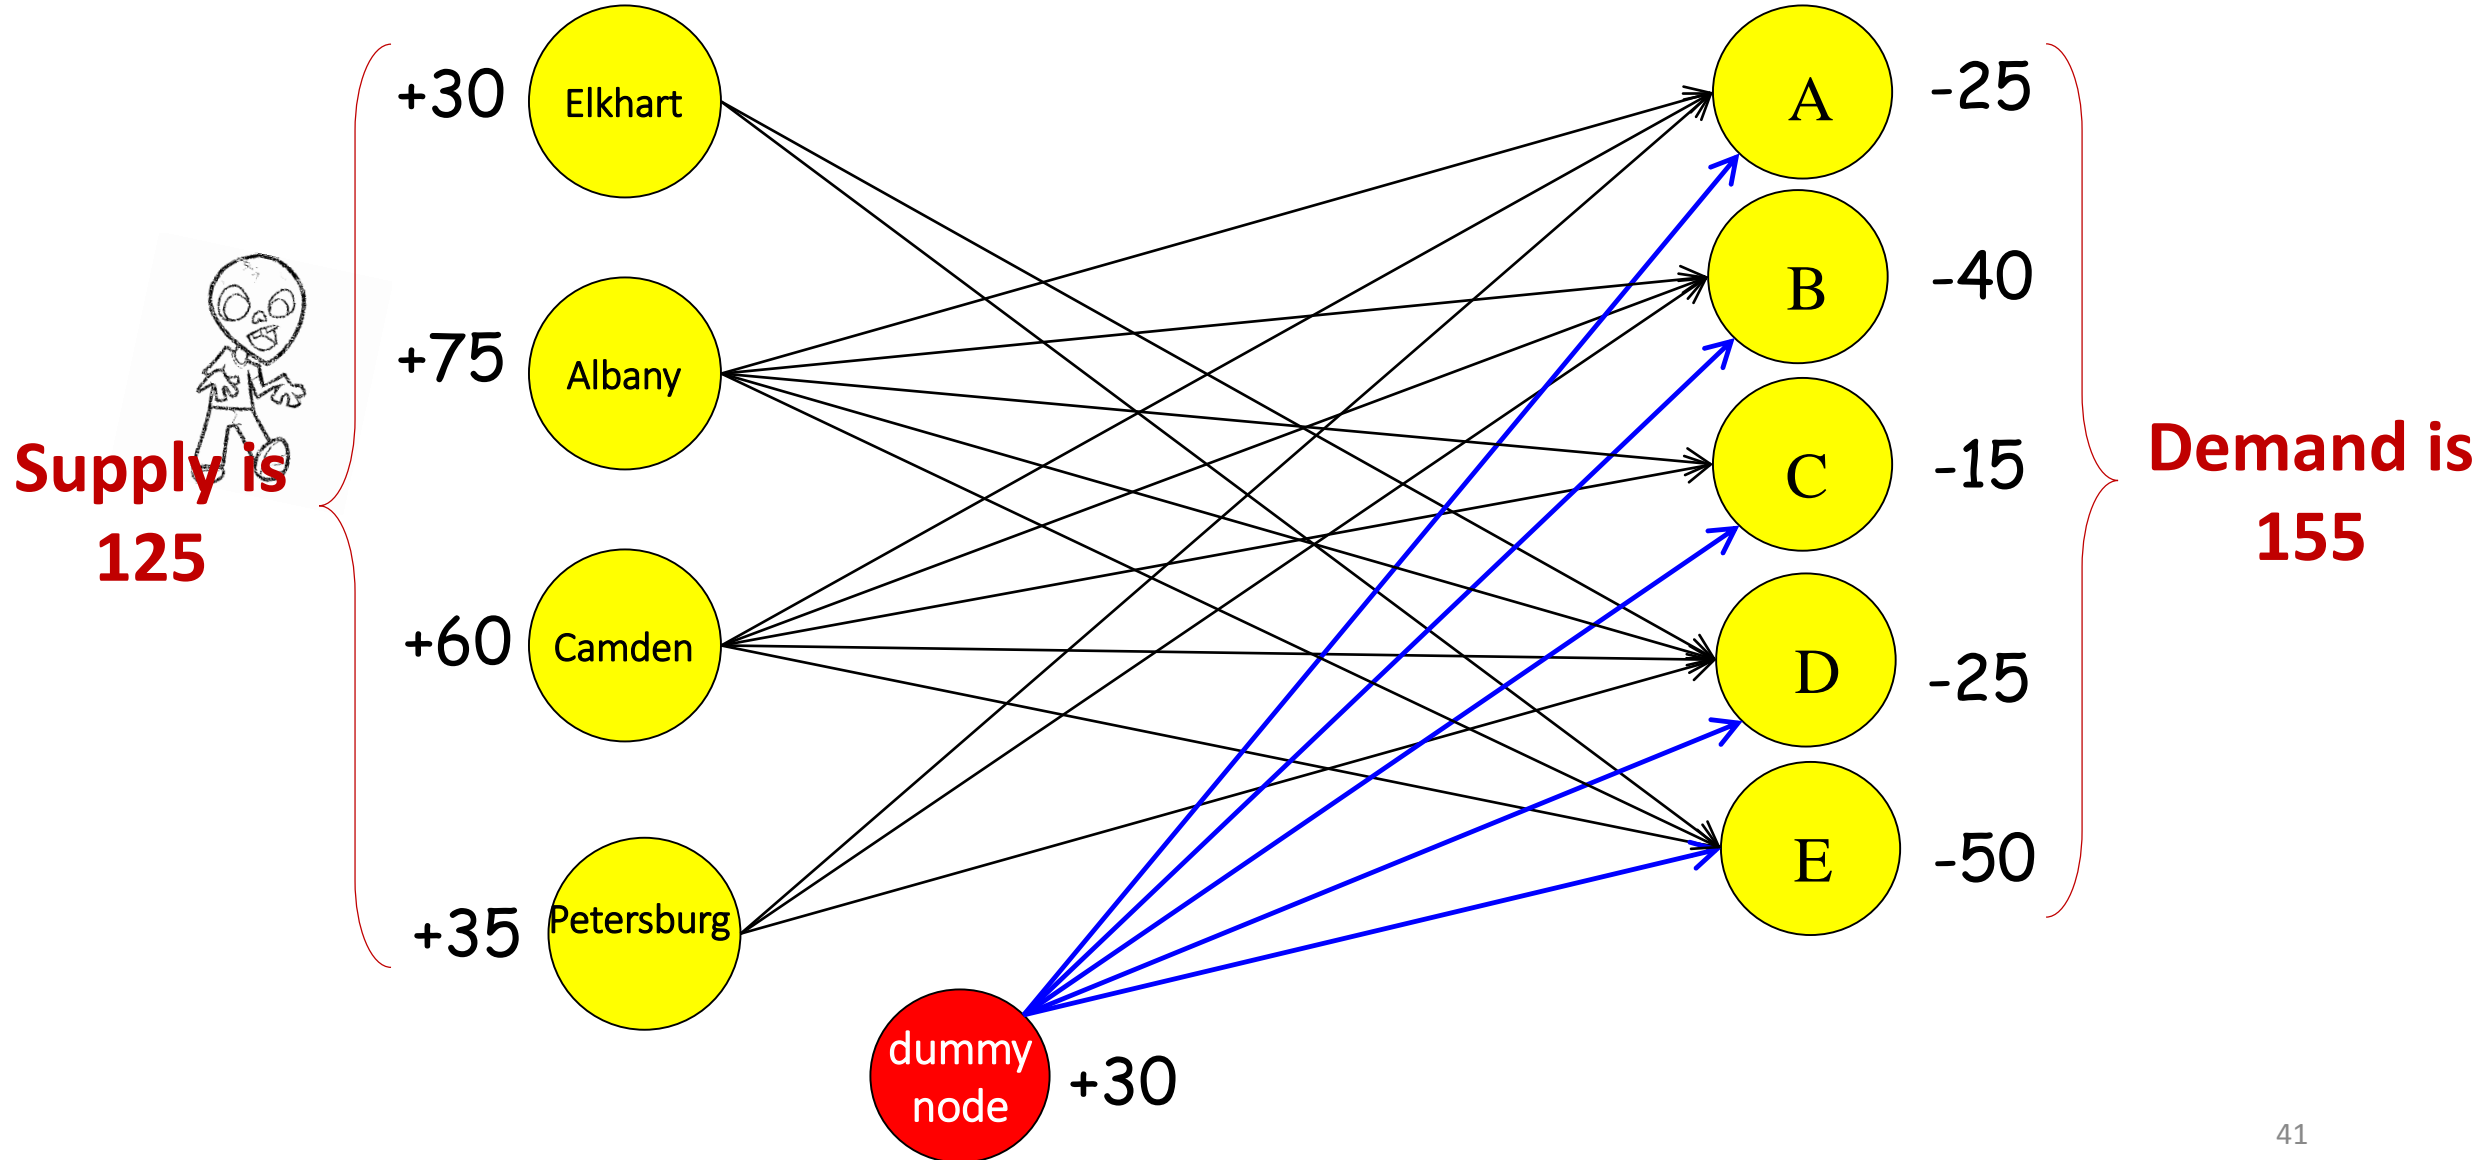 +30
Elkhart
A
-25
B
-40
+75
Albany
Supply is
125
C
-15
Demand is
155
+60
Camden
D
-25
+35
Petersburg
E
-50
dummy
node
+30
41